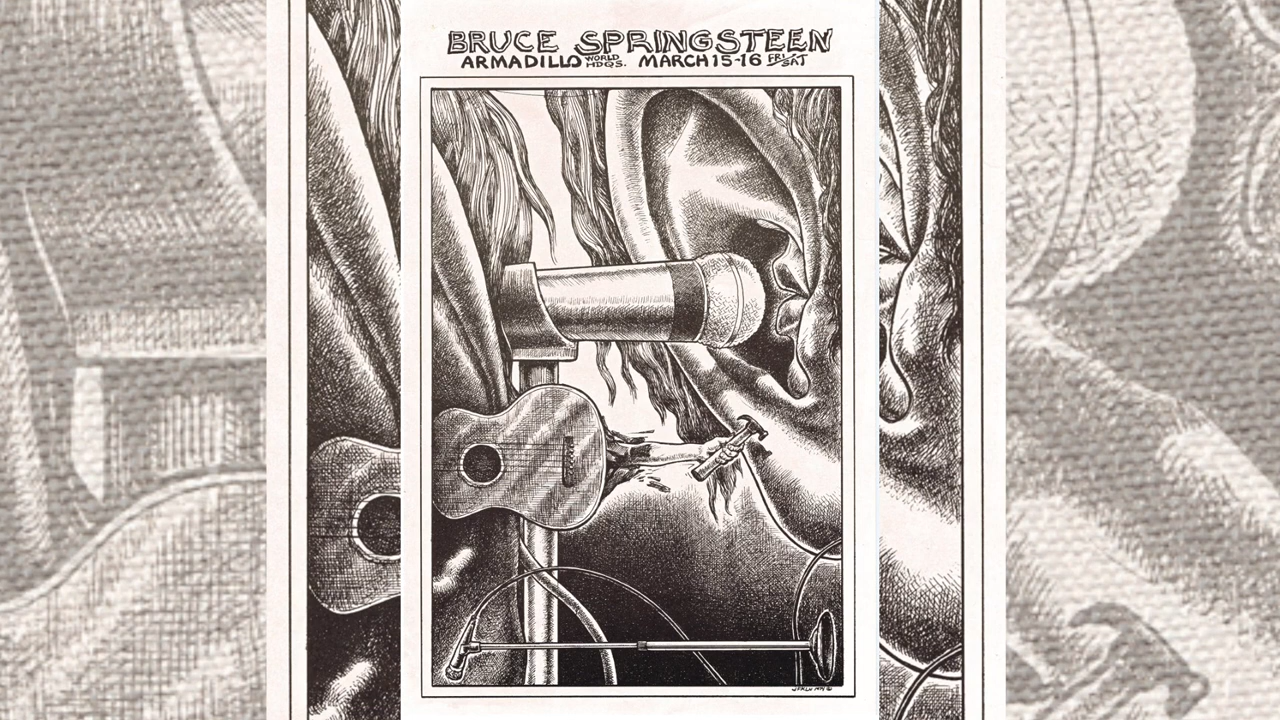 BRUCE SPRINGSTEEN
ARMADILLO WORLD HDQS. MARCH 15-16 FRI/SAT